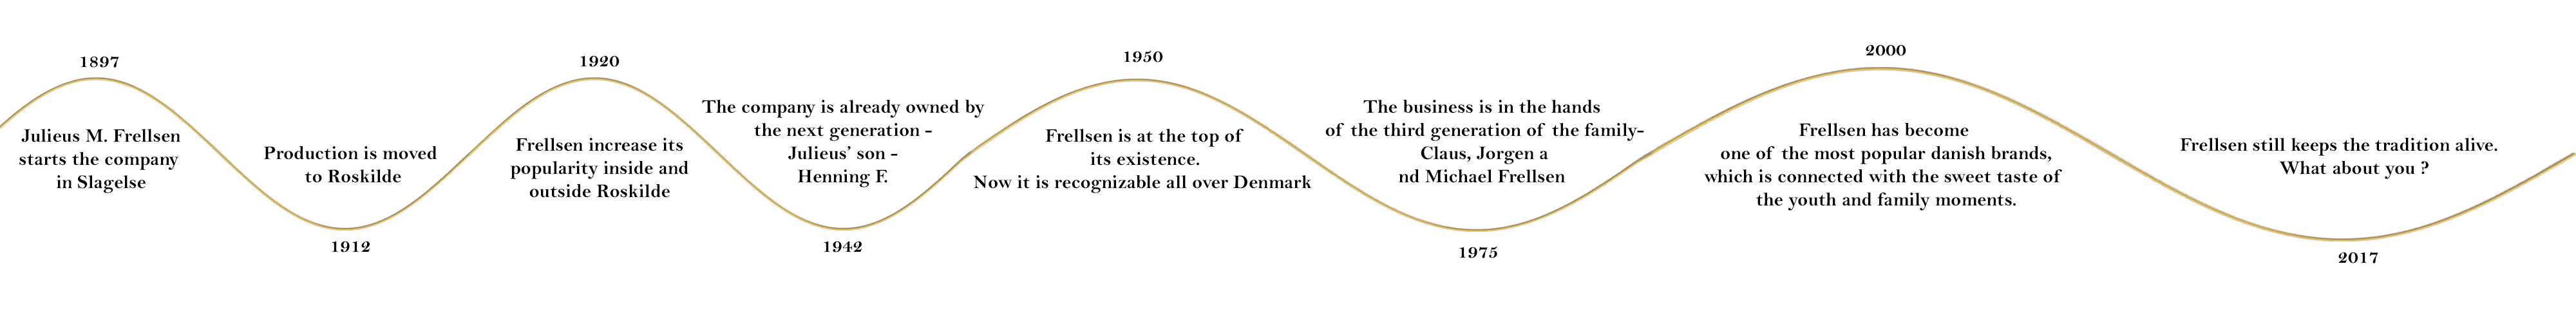 1897
Julieus M. Frellsen
starts the company
in Slagelse
Production is moved
to Roskilde
1912
1920
Frellsen increase its
popularity inside and
outside Roskilde
The company is already owned by
the next generation -
Julieus’ son -
Henning F.
1942
1950
Frellsen is at the top of
its existence.
Now it is recognizable all over Denmark
The business is in the hands
of the third generation of the family-
Claus, Jorgen a
nd Michael Frellsen
1975
2000
Frellsen has become
one of the most popular danish brands,
which is connected with the sweet taste of
the youth and family moments.
Frellsen still keeps the tradition alive.
What about you ?
2017